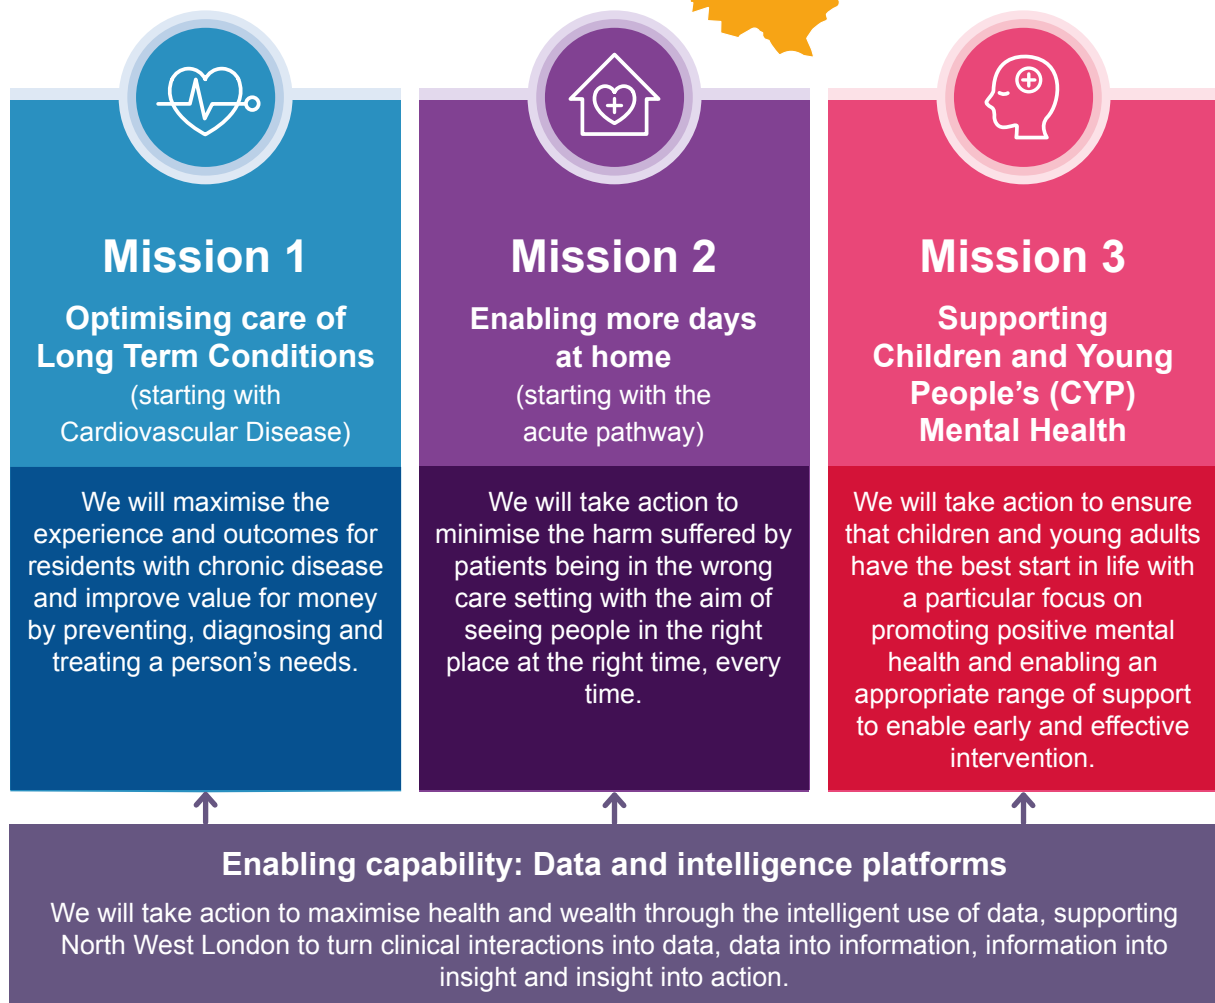 Mission 1
Optimising care of
Long Term Conditions
(starting with
Cardiovascular Disease)
We will maximise the
experience and outcomes for
residents with chronic disease
and improve value for money
by preventing, diagnosing and
treating a person’s needs.
Mission 2
Enabling more days
at home
(starting with the
acute pathway)
We will take action to
minimise the harm suffered by
patients being in the wrong
care setting with the aim of
seeing people in the right
place at the right time, every
time.
Mission 3
Supporting
Children and Young
People’s (CYP)
Mental Health
We will take action to ensure
that children and young adults
have the best start in life with
a particular focus on
promoting positive mental
health and enabling an
appropriate range of support
to enable early and effective
intervention.
Enabling capability: Data and intelligence platforms
We will take action to maximise health and wealth through the intelligent use of data, supporting
North West London to turn clinical interactions into data, data into information, information into
insight and insight into action.